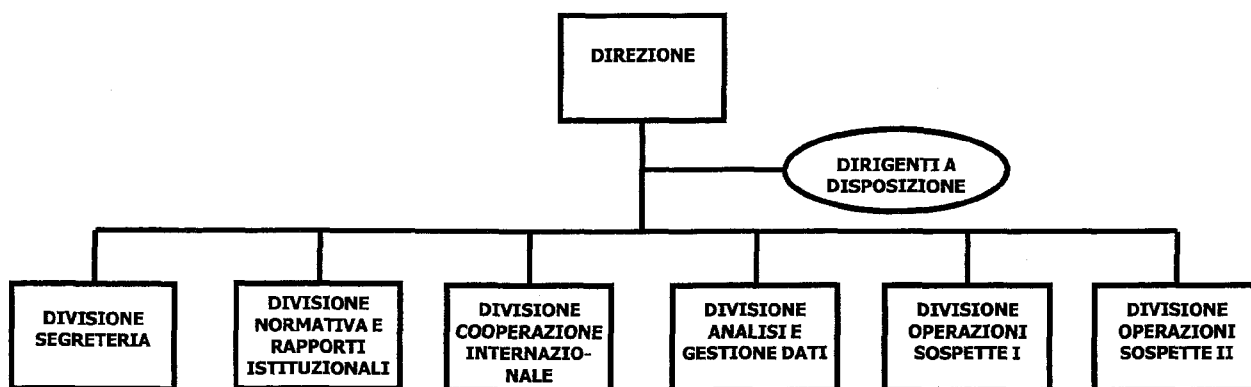 DIREZIONE
DIRIGENTI A
DISPOSIZIONE
DIVISIONE
SEGRETERIA
DIVISIONE
NORMATIVA E
RAPPORTI
ISTITUZIONALI
DIVISIONE
COOPERAZIONE
INTERNAZIO-
NALE
DIVISIONE
ANALISI E
GESTIONE DATI
DIVISIONE
OPERAZIONI
SOSPETTE I
DIVISIONE
OPERAZIONI
SOSPETTE II